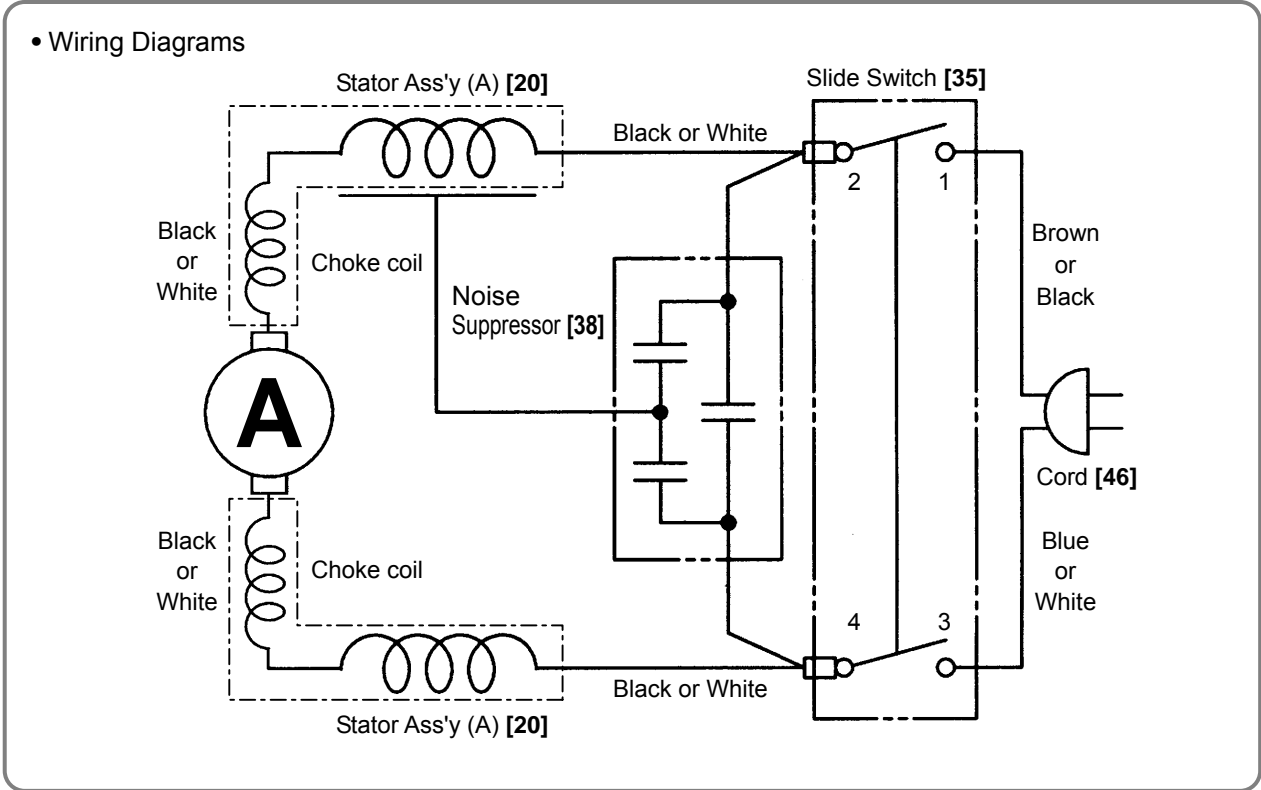 • Wiring Diagrams
Stator Ass'y (A) [20]
Slide Switch [35]
Black or White
2
1
Black
or
White
Choke coil
Brown
or
Black
Noise
Suppressor [38]
A
Cord [46]
Black
or
White
Choke coil
Blue
or
White
4
3
Black or White
Stator Ass'y (A) [20]